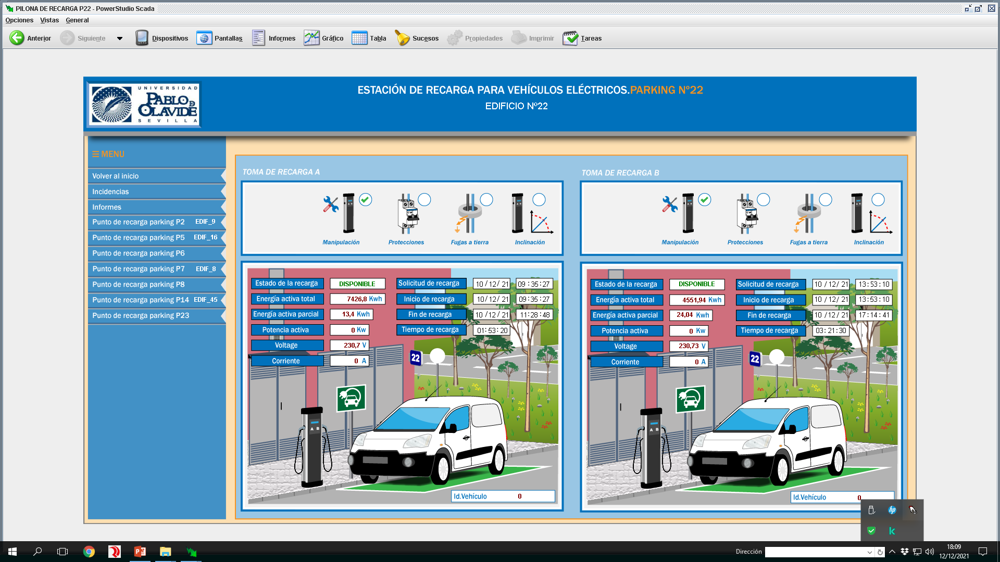 PILONA DE RECARGA P22 - PowerStudio Scada
Opciones Vistas General
Anterior Siguiente Dispositivos Pantallas Informes Gráfico Tabla Sucesos Propiedades Imprimir Tareas
UNIVERSIDAD
PABLO DE
OLAVIDE
SEVILLA
ESTACIÓN DE RECARGA PARA VEHÍCULOS ELÉCTRICOS.PARKING Nº22
EDIFICIO Nº22
MENU
Volver al inicio
Incidencias
Informes
Punto de recarga parking P2 EDIF_9
Punto de recarga parking P5 EDIF_16
Punto de recarga parking P6
Punto de recarga parking P7 EDIF_8
Punto de recarga parking P8
Punto de recarga parking P14 EDIF_45
Punto de recarga parking P23
TOMA DE RECARGA A
Manipulación Protecciones Fugas a tierra Inclinación
Estado de la recarga DISPONIBLE Solicitud de recarga 10/12/21 09:35:27
Energía activa total 7426,8 Kwh Inicio de recarga 10/12/21 09:35:27
Energía activa parcial 13,4 Kwh Fin de recarga 10/12/21 11:28:48
Potencia activa 0 Kw Tiempo de recarga 01:53:20
Voltage 230,7 V
Corriente 0 A
22
A B
Id.Vehículo 0
TOMA DE RECARGA B
Manipulación Protecciones Fugas a tierra Inclinación
Estado de la recarga DISPONIBLE Solicitud de recarga 10/12/21 13:53:10
Energía activa total 4551,94 Kwh Inicio de recarga 10/12/21 13:53:10
Energía activa parcial 24,04 Kwh Fin de recarga 10/12/21 17:14:41
Potencia activa 0 Kw Tiempo de recarga 03:21:30
Voltage 230,73 V
Corriente 0 A
22
A B
Id.Vehículo 0
hp
k
Dirección
18:09
12/12/2021